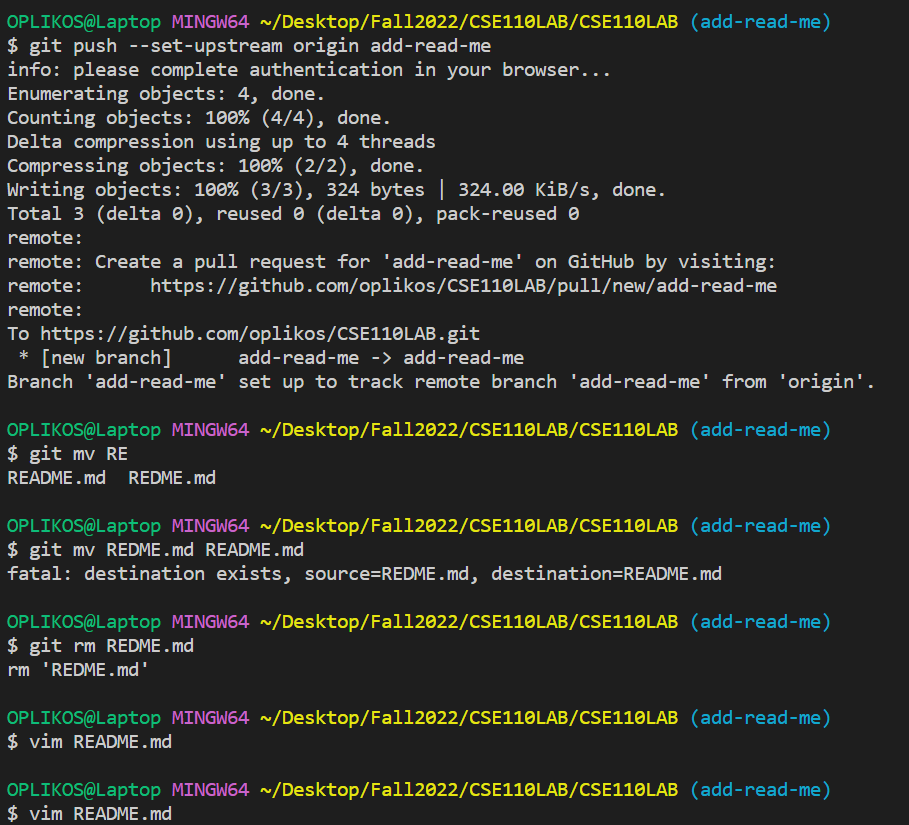 OPLIKOS@Laptop MINGW64 ~/Desktop/Fall2022/CSE110LAB/CSE110LAB (add-read-me)
$ git push --set-upstream origin add-read-me
info: please complete authentication in your browser...
Enumerating objects: 4, done.
Counting objects: 100% (4/4), done.
Delta compression using up to 4 threads
Compressing objects: 100% (2/2), done.
Writing objects: 100% (3/3), 324 bytes | 324.00 KiB/s, done.
Total 3 (delta 0), reused 0 (delta 0), pack-reused 0
remote:
remote: Create a pull request for 'add-read-me' on GitHub by visiting:
remote:      https://github.com/oplikos/CSE110LAB/pull/new/add-read-me
remote:
To https://github.com/oplikos/CSE110LAB.git
 * [new branch]      add-read-me -> add-read-me
Branch 'add-read-me' set up to track remote branch 'add-read-me' from 'origin'.
OPLIKOS@Laptop MINGW64 ~/Desktop/Fall2022/CSE110LAB/CSE110LAB (add-read-me)
$ git mv RE
README.md  REDME.md
OPLIKOS@Laptop MINGW64 ~/Desktop/Fall2022/CSE110LAB/CSE110LAB (add-read-me)
$ git mv REDME.md README.md
fatal: destination exists, source=REDME.md, destination=README.md
OPLIKOS@Laptop MINGW64 ~/Desktop/Fall2022/CSE110LAB/CSE110LAB (add-read-me)
$ git rm REDME.md
rm 'REDME.md'
OPLIKOS@Laptop MINGW64 ~/Desktop/Fall2022/CSE110LAB/CSE110LAB (add-read-me)
$ vim README.md
OPLIKOS@Laptop MINGW64 ~/Desktop/Fall2022/CSE110LAB/CSE110LAB (add-read-me)
$ vim README.md